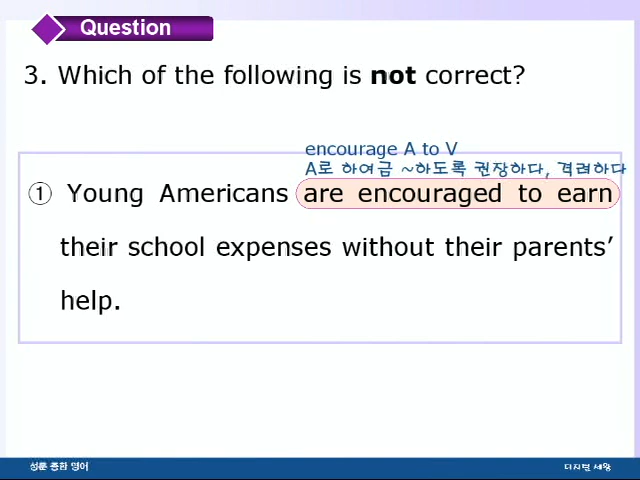 Question
3. Which of the following is not correct?
encourage A to V
A로 하여금 ~하도록 권장하다, 격려하다
① Young Americans are encouraged to earn
their school expenses without their parents’
help.
성문 종합 영어
디지털 세왕